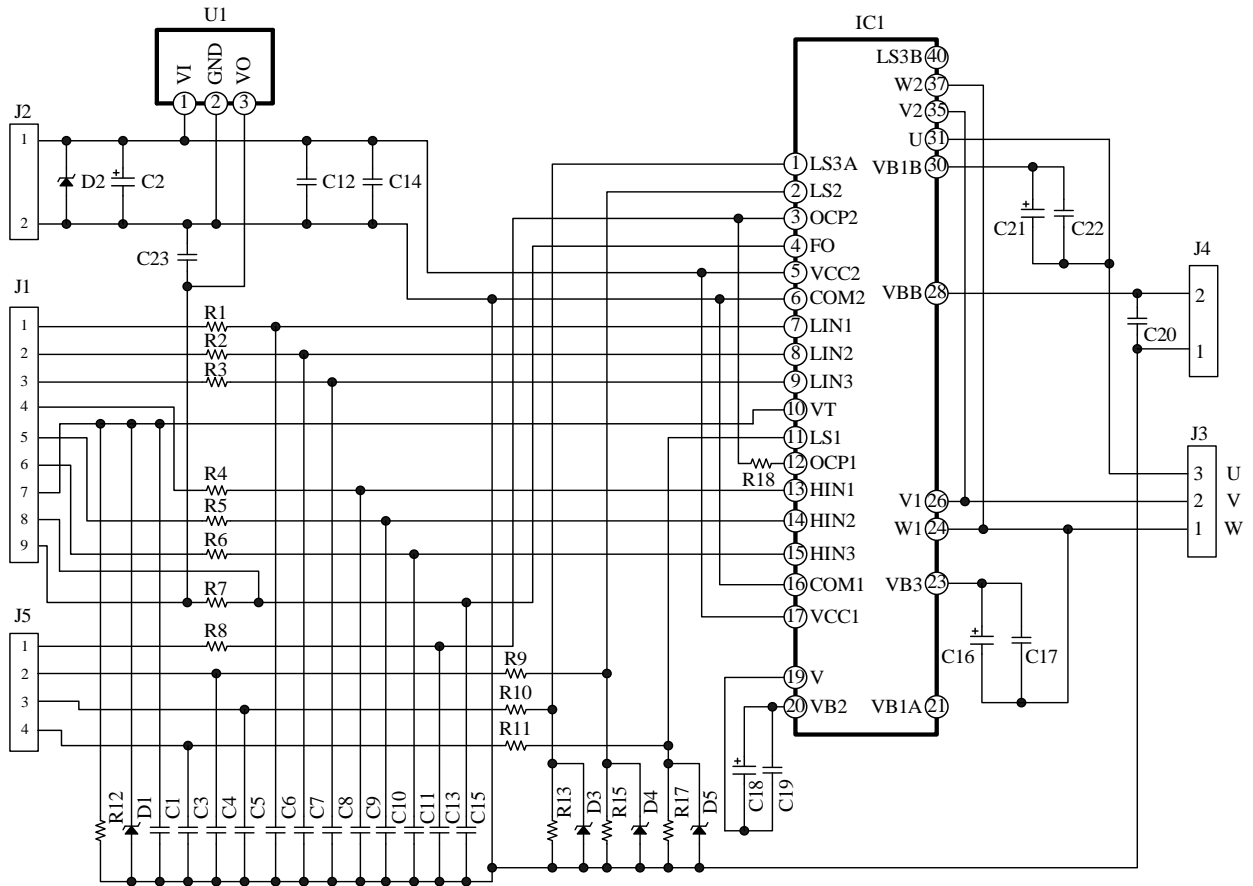 U1
VI GND VO
1 2 3
J2
1
2
D2 C2 C12 C14
C23
J1
1 R1
2 R2
3 R3
4
5
6
7
8
9
R4
R5
R6
R7
J5
1 R8
2 R9
3 R10
4 R11
R12 D1 C1 C3 C4 C5 C6 C7 C8 C9 C10 C11 C13 C15 R13 D3 R15 D4 R17 D5
C18 C19
R18
IC1
1 LS3A
2 LS2
3 OCP2
4 FO
5 VCC2
6 COM2
7 LIN1
8 LIN2
9 LIN3
10 VT
11 LS1
12 OCP1
13 HIN1
14 HIN2
15 HIN3
16 COM1
17 VCC1
19 V
20 VB2
LS3B 40
W2 37
V2 35
U 31
VB1B 30
VBB 28
V1 26
W1 24
VB3 23
VB1A 21
C21 C22
C20
C16 C17
J4
2
1
J3
3 U
2 V
1 W